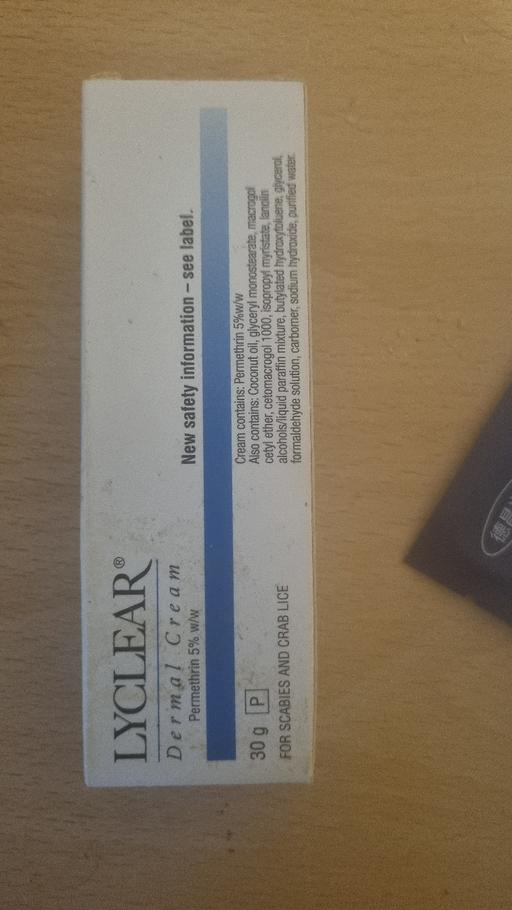 LYCLEAR®
Dermal Cream
Permethrin 5% w/w
New safety information – see label.
30 g P
FOR SCABIES AND CRAB LICE
Cream contains: Permethrin 5%w/w
Also contains: Coconut oil, glyceryl monostearate, macrogol
cetyl ether, cetomacrogol 1000, isopropyl myristate, lanolin
alcohols/liquid paraffin mixture, butylated hydroxytoluene, glycerol,
formaldehyde solution, carbomer, sodium hydroxide, purified water.